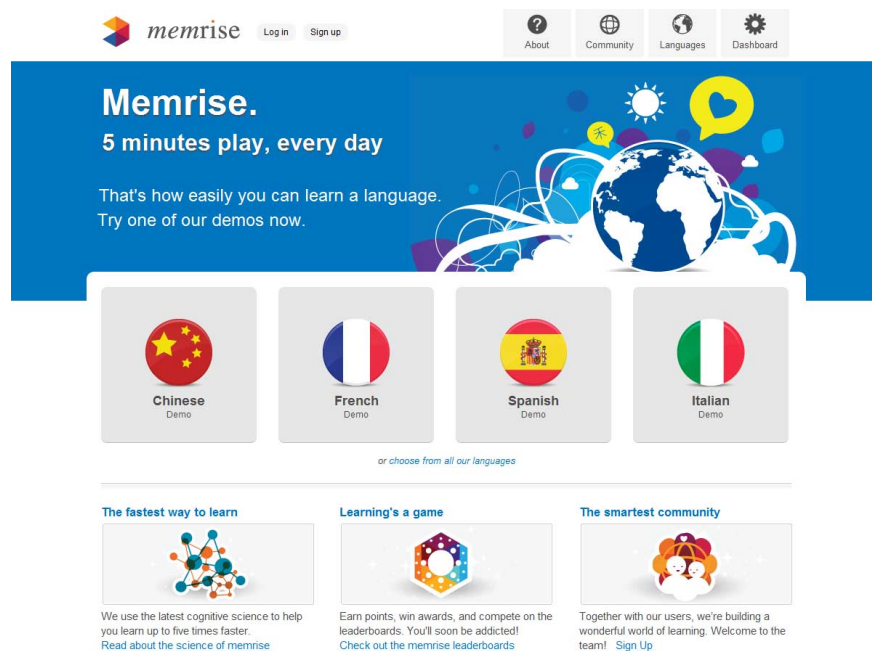 memrise
Log in
Sign up
About
Community
Languages
Dashboard
Memrise.
5 minutes play, every day
That's how easily you can learn a language.
Try one of our demos now.
Chinese
Demo
French
Demo
Spanish
Demo
Italian
Demo
or choose from all our languages
The fastest way to learn
We use the latest cognitive science to help
you learn up to five times faster.
Read about the science of memrise
Learning's a game
Earn points, win awards, and compete on the
leaderboards. You'll soon be addicted!
Check out the memrise leaderboards
The smartest community
Together with our users, we're building a
wonderful world of learning. Welcome to the
team! Sign Up